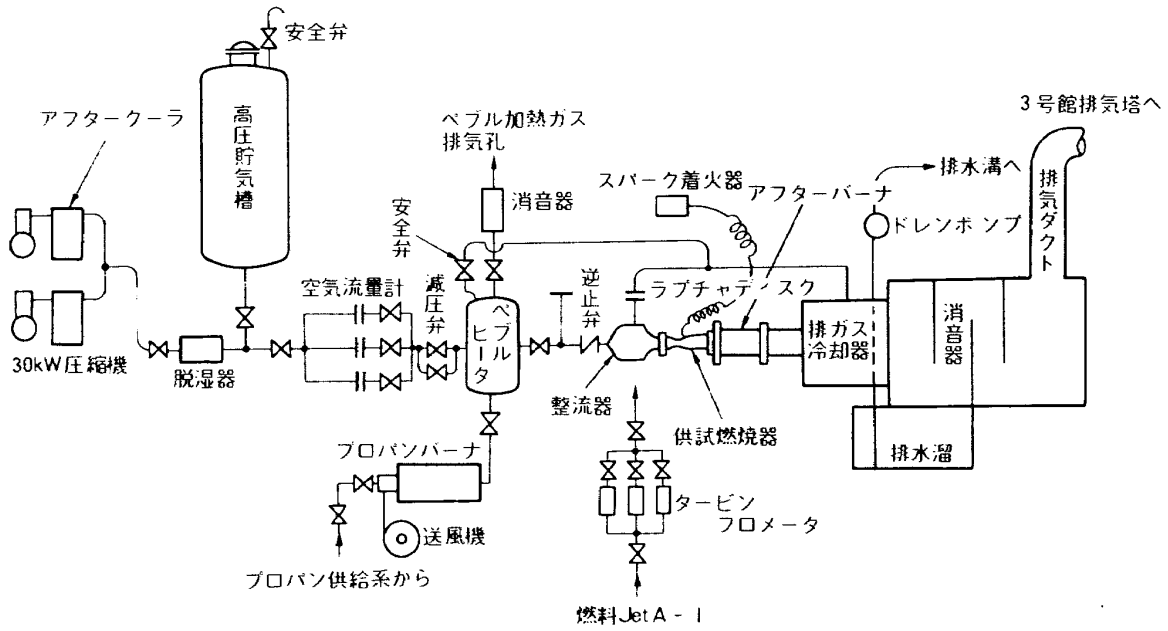 安全弁
アフタークーラ
高圧貯気槽
30kW圧縮機
脱湿器
空気流量計
減圧弁
安全弁
ペブル加熱ガス
排気孔
消音器
ペブル
ヒータ
プロパンバーナ
送風機
プロパン供給系から
逆止弁
整流器
スパーク着火器
アフターバーナ
ラプチャディスク
供試燃焼器
タービン
フロメータ
燃料JetA-1
排ガス
冷却器
排水溝へ
ドレンポンプ
消音器
排水溜
排気ダクト
3号館排気塔へ